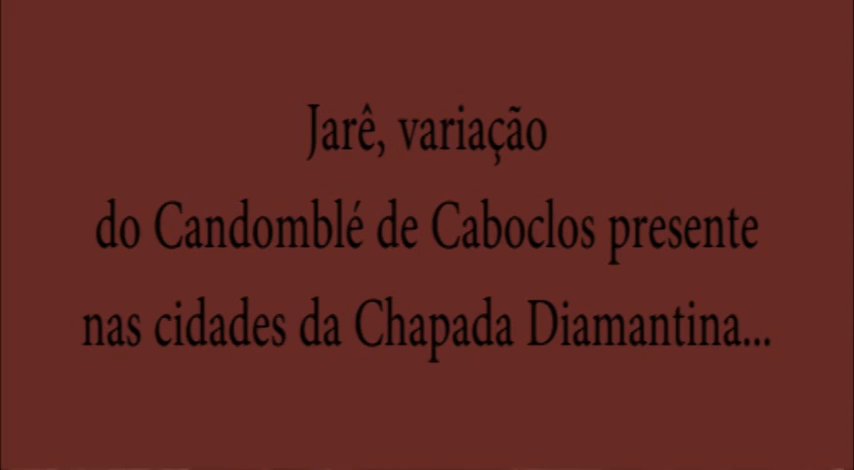 Jarê, variação
do Candomblé de Caboclos presente
nas cidades da Chapada Diamantina...